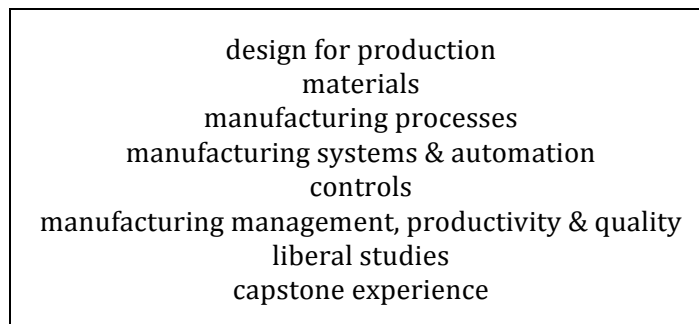 design for production
materials
manufacturing processes
manufacturing systems & automation
controls
manufacturing management, productivity & quality
liberal studies
capstone experience